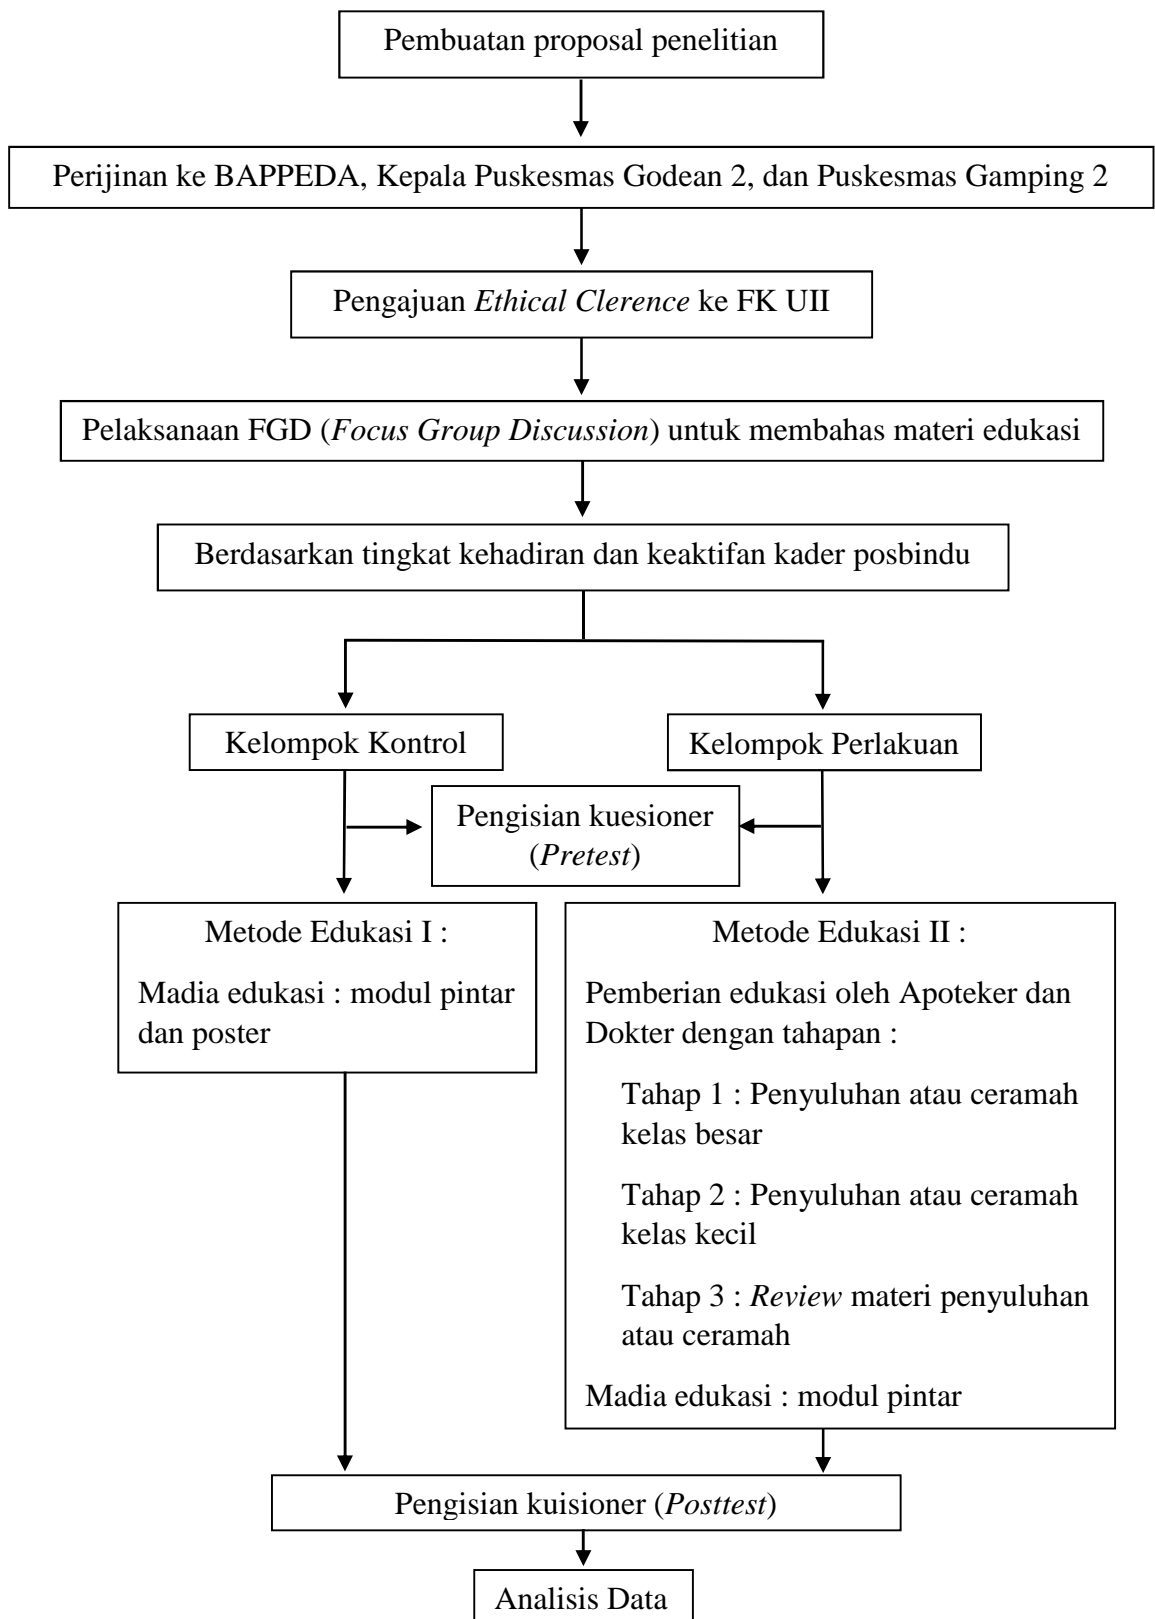 Pembuatan proposal penelitian
Perijinan ke BAPPEDA, Kepala Puskesmas Godean 2, dan Puskesmas Gamping 2
Pengajuan Ethical Clerence ke FK UII
Pelaksanaan FGD (Focus Group Discussion) untuk membahas materi edukasi
Berdasarkan tingkat kehadiran dan keaktifan kader posbindu
Kelompok Kontrol
Kelompok Perlakuan
Pengisian kuesioner
(Pretest)
Metode Edukasi I :
Madia edukasi : modul pintar
dan poster
Metode Edukasi II :
Pemberian edukasi oleh Apoteker dan
Dokter dengan tahapan :
Tahap 1 : Penyuluhan atau ceramah
kelas besar
Tahap 2 : Penyuluhan atau ceramah
kelas kecil
Tahap 3 : Review materi penyuluhan
atau ceramah
Madia edukasi : modul pintar
Pengisian kuisioner (Posttest)
Analisis Data